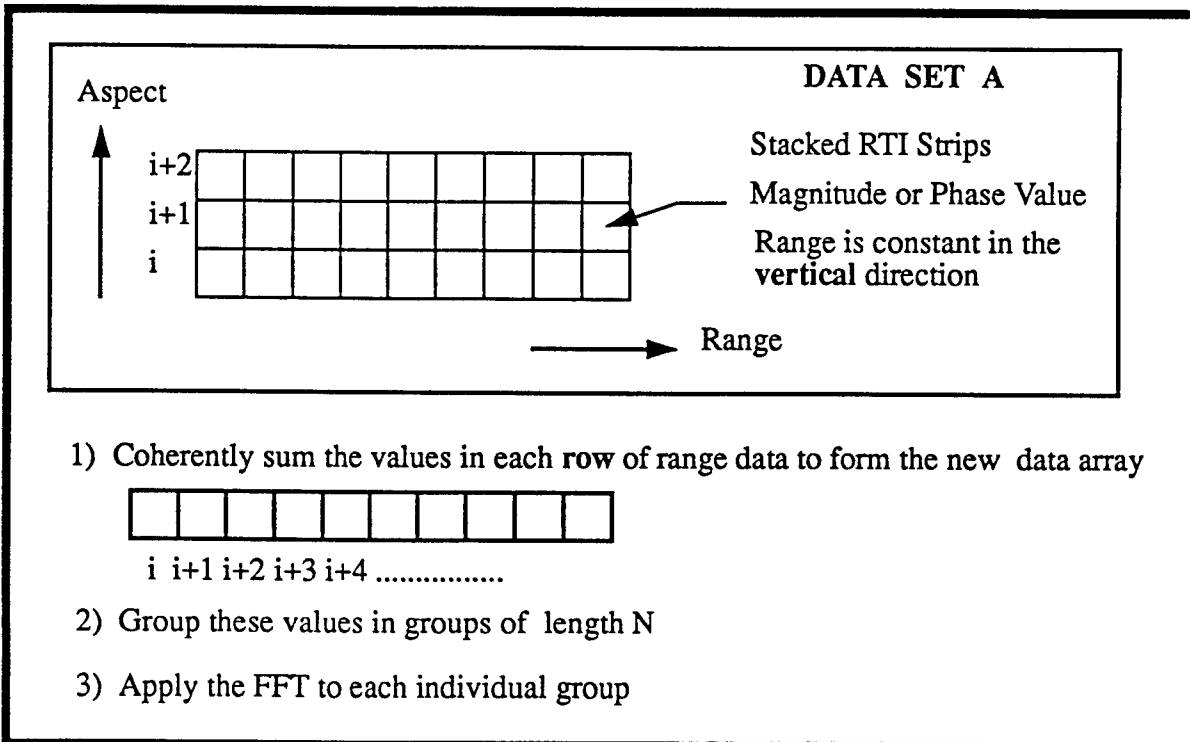 DATA SET A
Aspect
i+2
i+1
i
Stacked RTI Strips
Magnitude or Phase Value
Range is constant in the
vertical direction
Range
1) Coherently sum the values in each row of range data to form the new data array
i i+1 i+2 i+3 i+4 ................
2) Group these values in groups of length N
3) Apply the FFT to each individual group